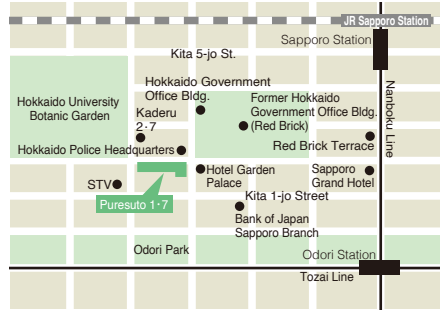 JR Sapporo Station
Sapporo Station
Kita 5-jo St.
Hokkaido Government
Office Bldg.
Hokkaido University
Botanic Garden
Kaderu
2·7
Former Hokkaido
Government Office Bldg.
(Red Brick)
Nanboku Line
Hokkaido Police Headquarters
Red Brick Terrace
Hotel Garden
Palace
Sapporo
Grand Hotel
STV
Puresuto 1·7
Kita 1-jo Street
Bank of Japan
Sapporo Branch
Odori Park
Odori Station
Tozai Line